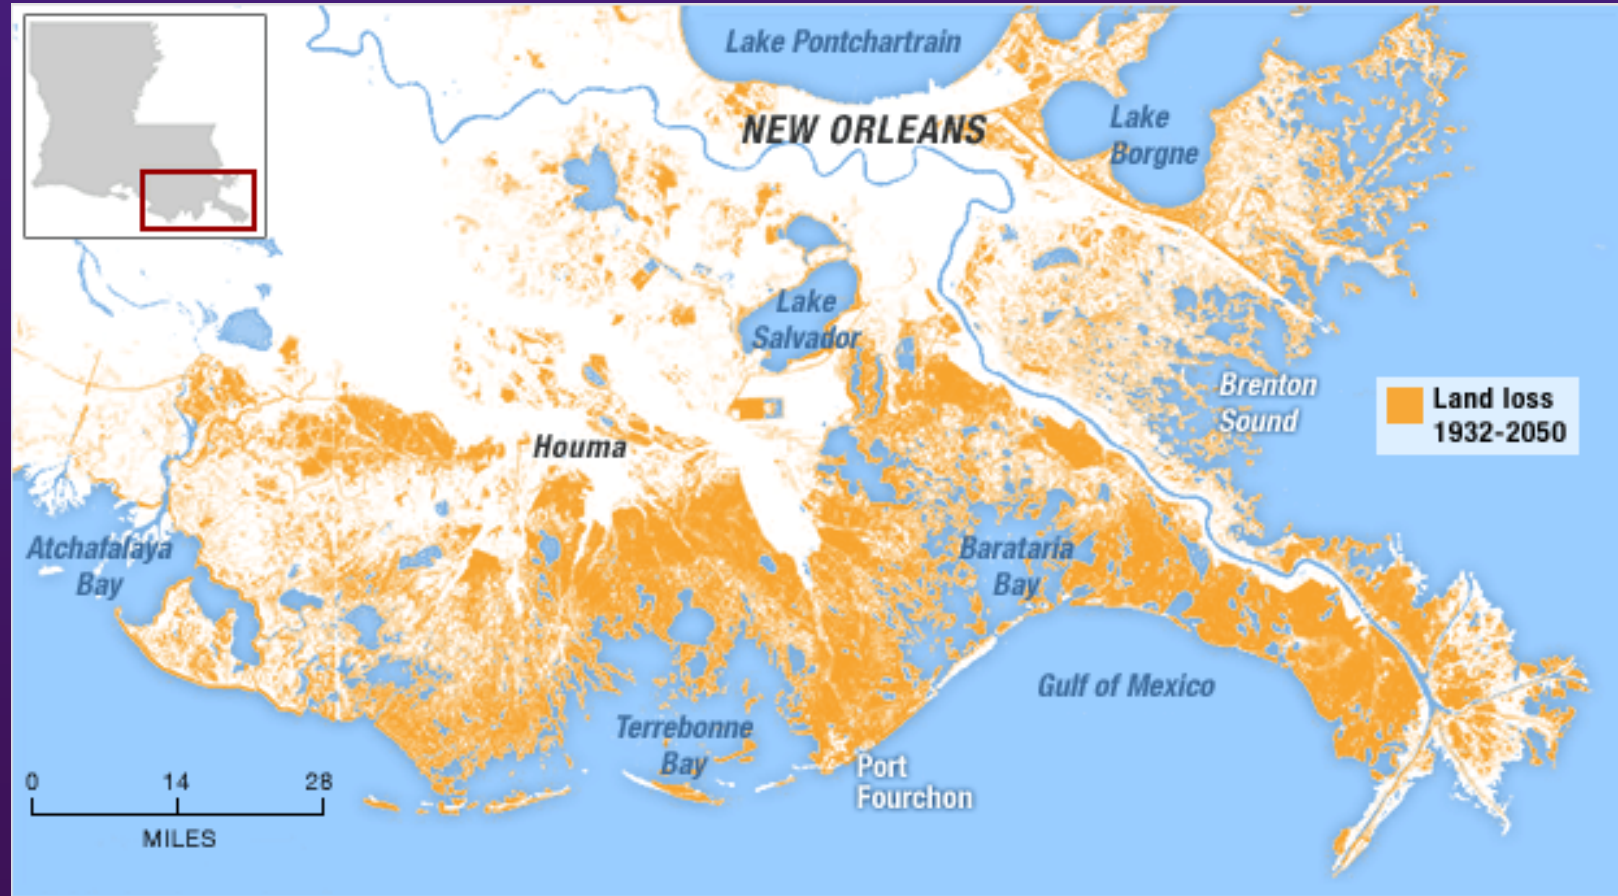 Lake Pontchartrain
NEW ORLEANS
Lake
Borgne
Lake
Salvador
Brenton
Sound
Land loss
1932-2050
Houma
Atchafalaya
Bay
Barataria
Bay
Gulf of Mexico
Terrebonne
Bay
Port
Fourchon
0 14 28
MILES